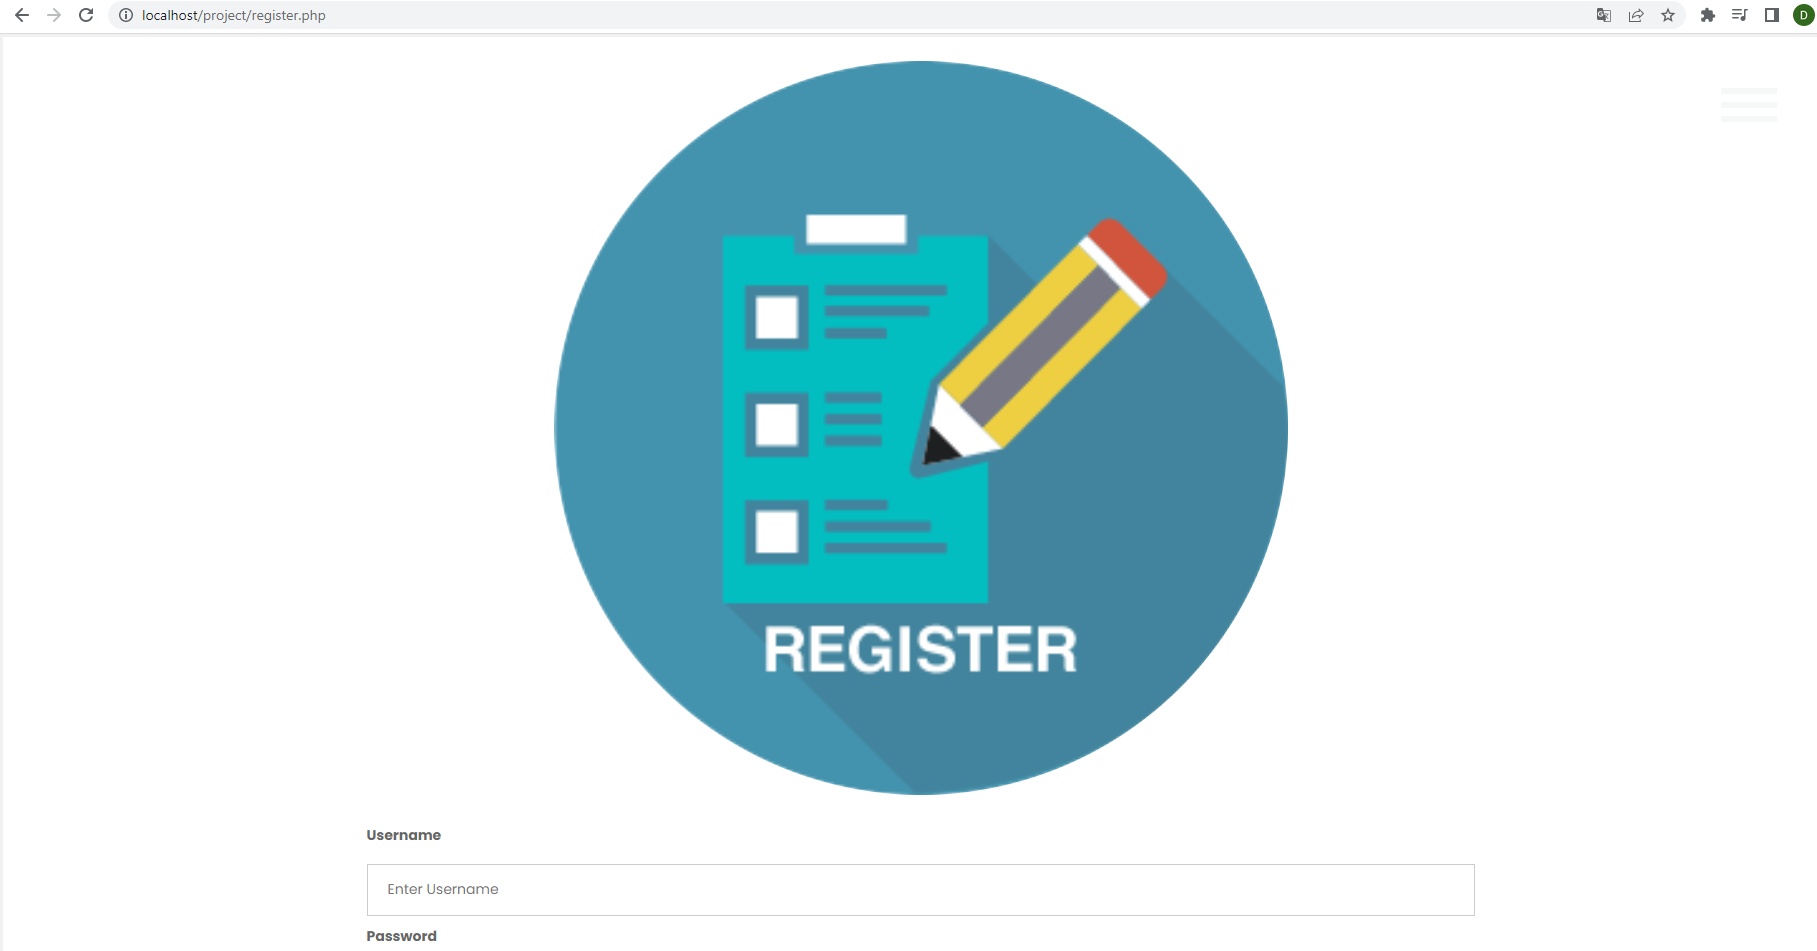 localhost/project/register.php
D
REGISTER
Username
Enter Username
Password